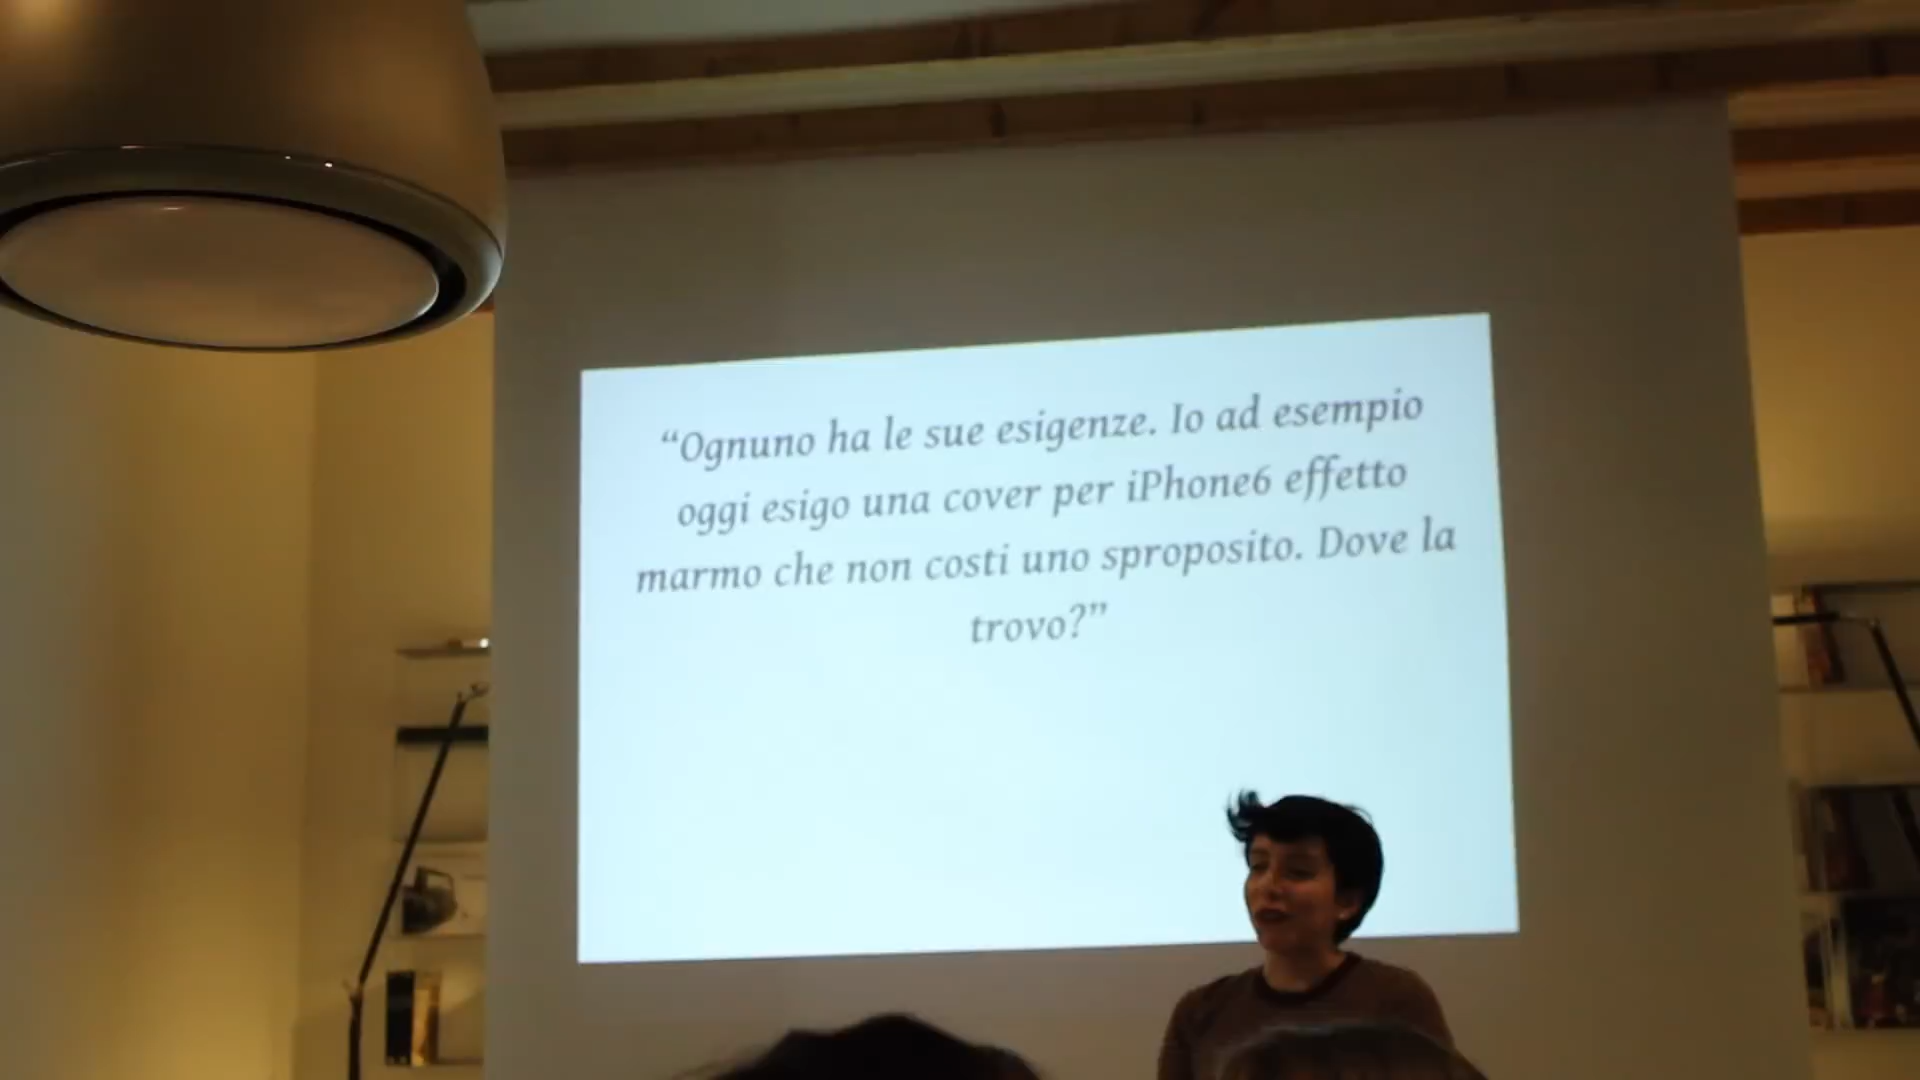 “Ognuno ha le sue esigenze. Io ad esempio
oggi esigo una cover per iPhone6 effetto
marmo che non costi uno sproposito. Dove la
trovo?”